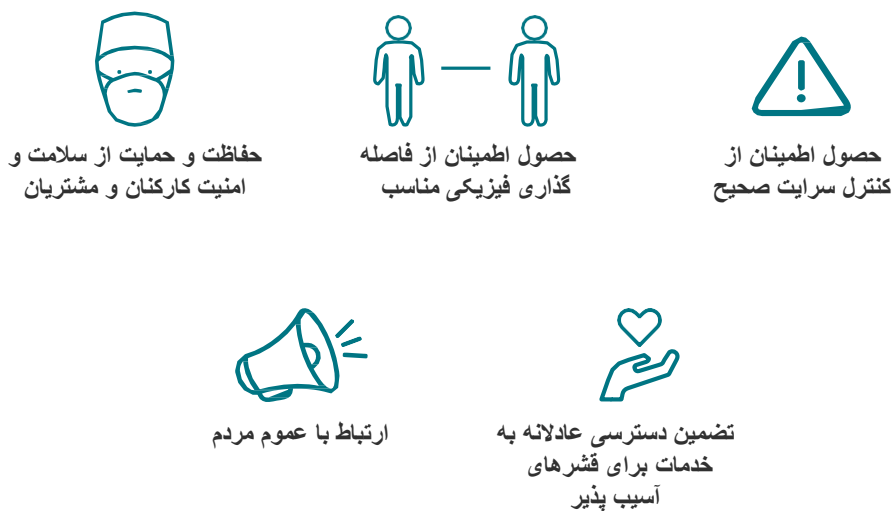 حصول اطمینان از
کنترل سرایت صحیح
حصول اطمینان از فاصله
گذاری فیزیکی مناسب
حفاظت و حمایت از سلامت و
امنیت کارکنان و مشتریان
تضمین دسترسی عادلانه به
خدمات برای قشرهای
آسیب پذیر
ارتباط با عموم مردم